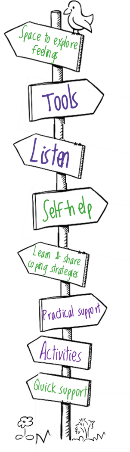 Space to explore
feelings
Tools
Listen
Self-help
Learn & share
coping strategies
Practical support
Activities
Quick support